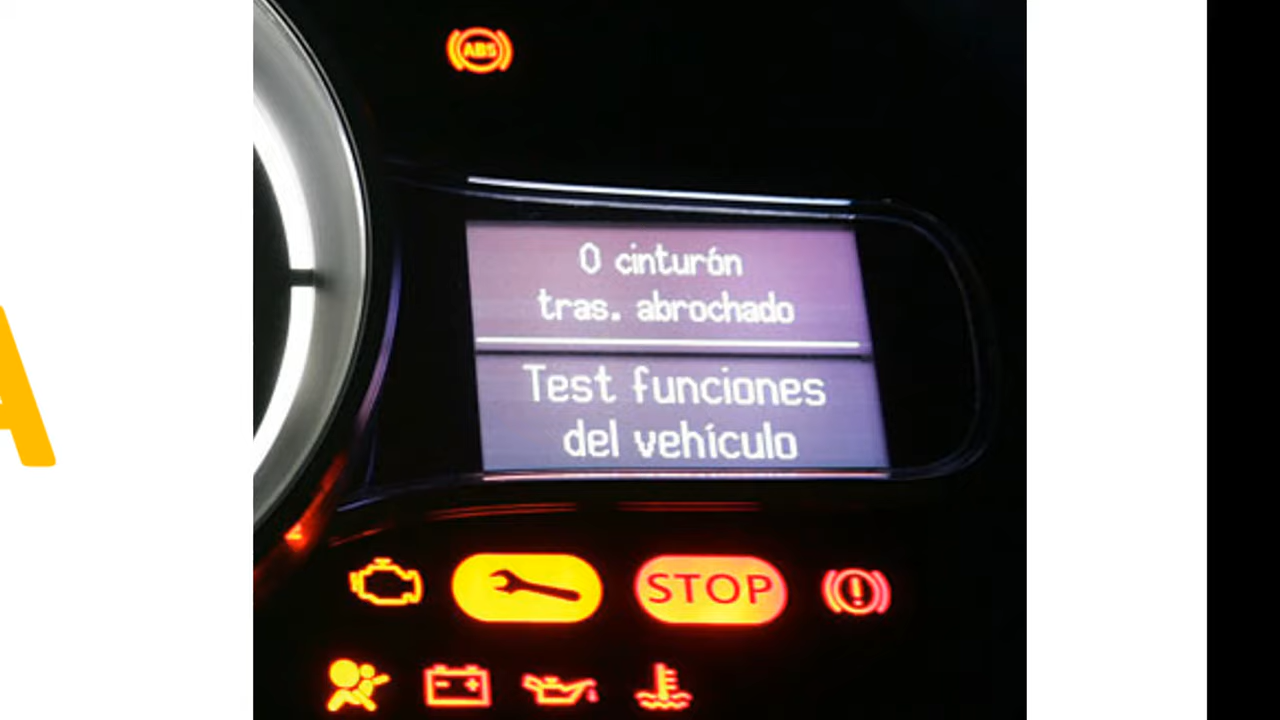 ABS
0 cinturón
tras. abrochado
Test funciones
del vehículo
STOP
A